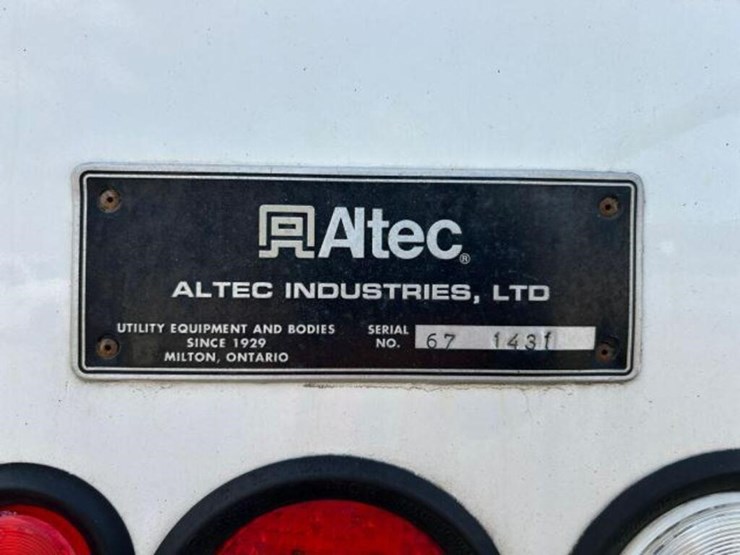 Altec®
ALTEC INDUSTRIES, LTD
UTILITY EQUIPMENT AND BODIES
SINCE 1929
MILTON, ONTARIO
SERIAL
NO. 67 1431